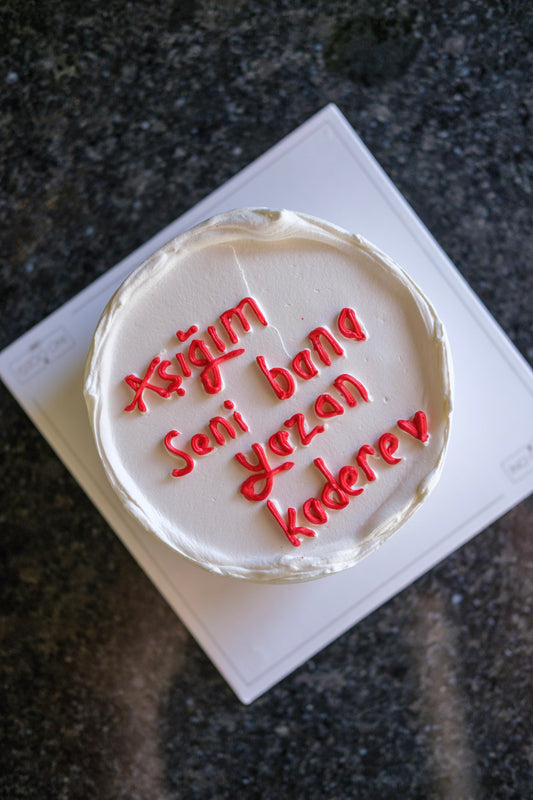 Aşığım
Seni bana
yazan
kadere ♥